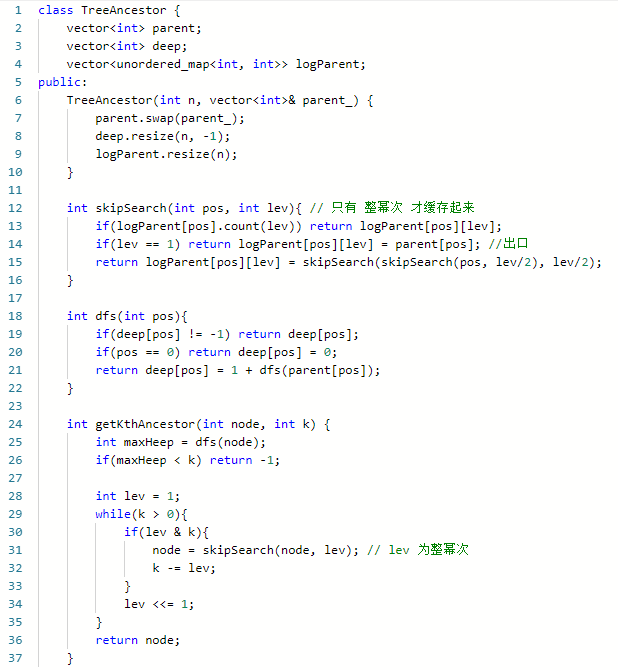 1 class TreeAncestor {
2     vector<int> parent;
3     vector<int> deep;
4     vector<unordered_map<int, int>> logParent;
5 public:
6     TreeAncestor(int n, vector<int>& parent_) {
7         parent.swap(parent_);
8         deep.resize(n, -1);
9         logParent.resize(n);
10     }
11
12     int skipSearch(int pos, int lev){ // 只有 整幂次 才缓存起来
13         if(logParent[pos].count(lev)) return logParent[pos][lev];
14         if(lev == 1) return logParent[pos][lev] = parent[pos]; //出口
15         return logParent[pos][lev] = skipSearch(skipSearch(pos, lev/2), lev/2);
16     }
17
18     int dfs(int pos){
19         if(deep[pos] != -1) return deep[pos];
20         if(pos == 0) return deep[pos] = 0;
21         return deep[pos] = 1 + dfs(parent[pos]);
22     }
23
24     int getKthAncestor(int node, int k) {
25         int maxHeep = dfs(node);
26         if(maxHeep < k) return -1;
27
28         int lev = 1;
29         while(k > 0){
30             if(lev & k){
31                 node = skipSearch(node, lev); // lev 为整幂次
32                 k -= lev;
33             }
34             lev <<= 1;
35         }
36         return node;
37     }